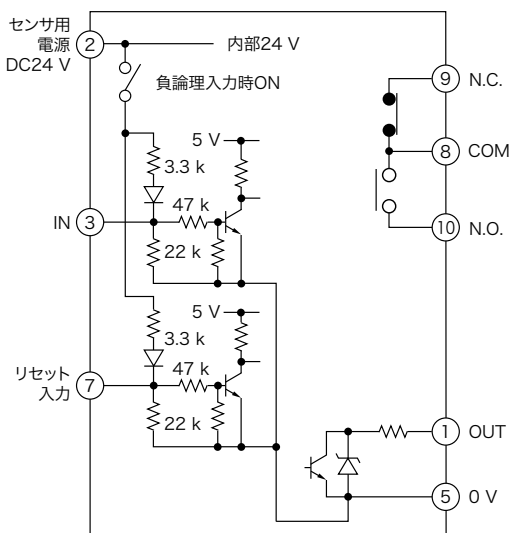 センサ用
電源
DC24 V
2
内部24 V
負論理入力時ON
9
N.C.
8
COM
10
N.O.
5 V
3.3 k
47 k
IN
3
22 k
5 V
3.3 k
47 k
リセット
入力
7
22 k
1
OUT
5
0 V